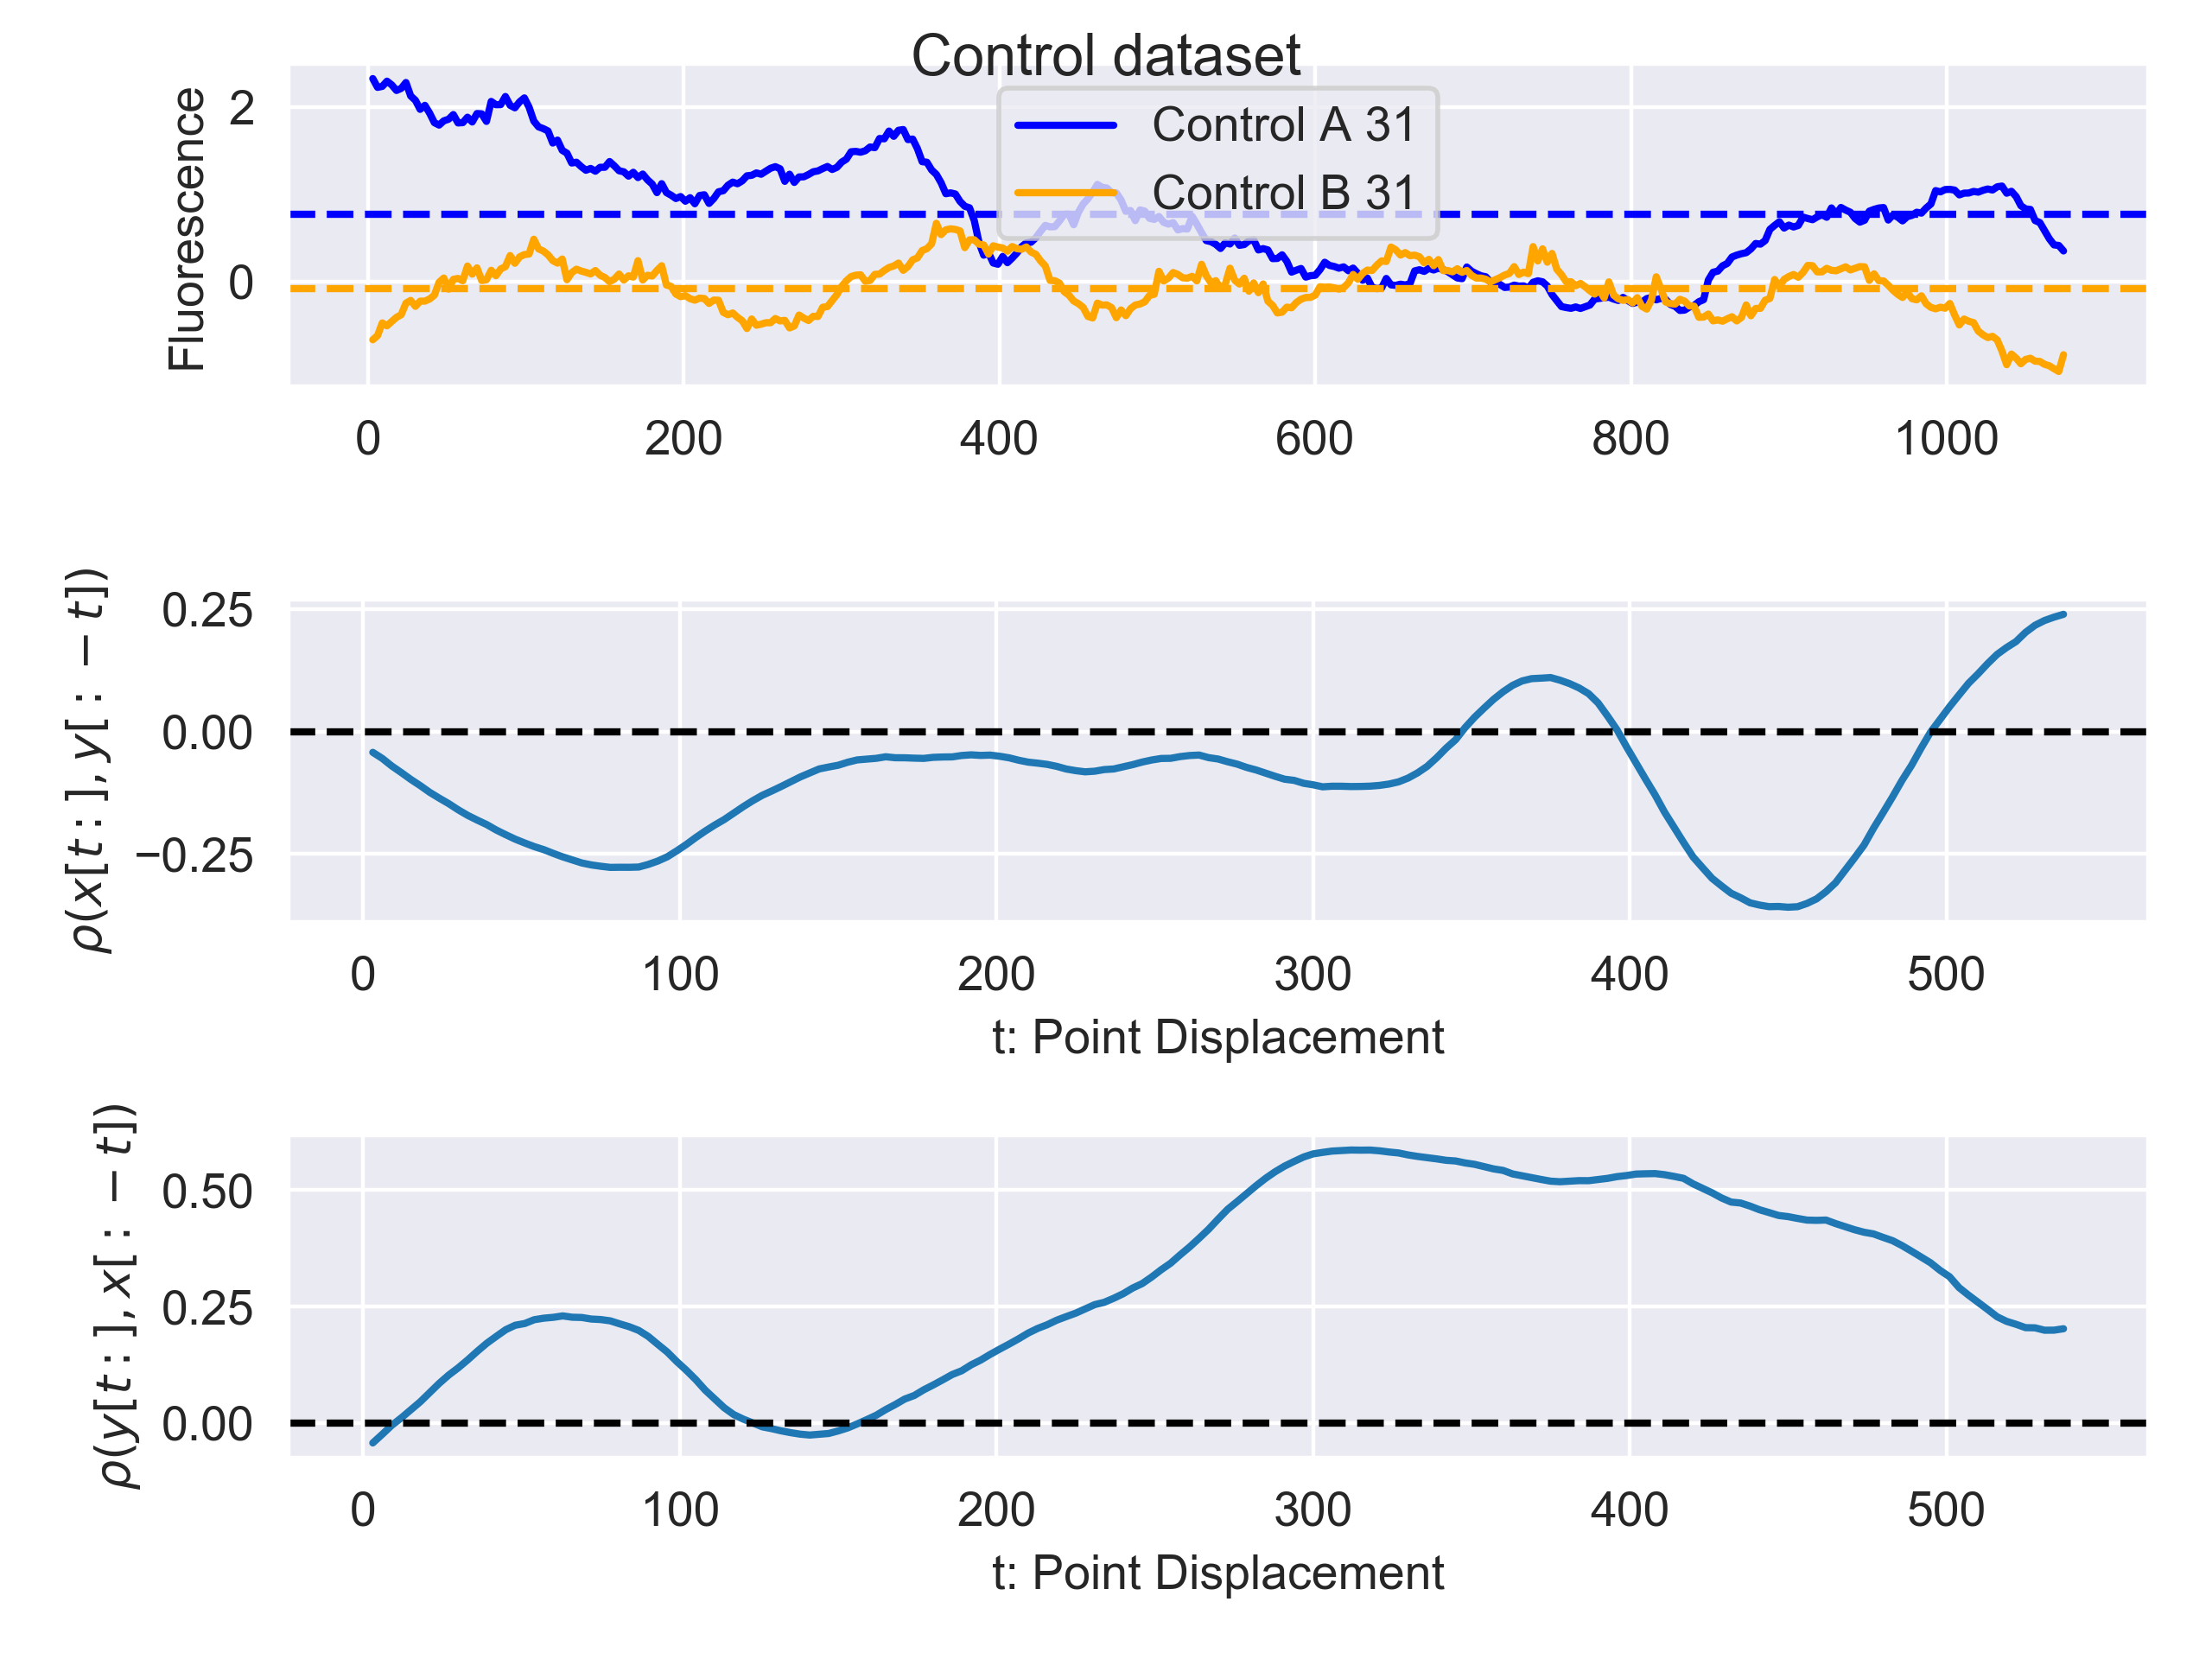 Control dataset
Fluorescence
2
0
Control A 31
Control B 31
0 200 400 600 800 1000
ρ(x[t:], y[: − t])
0.25
0.00
−0.25
0 100 200 300 400 500
t: Point Displacement
ρ(y[t:], x[: − t])
0.50
0.25
0.00
0 100 200 300 400 500
t: Point Displacement